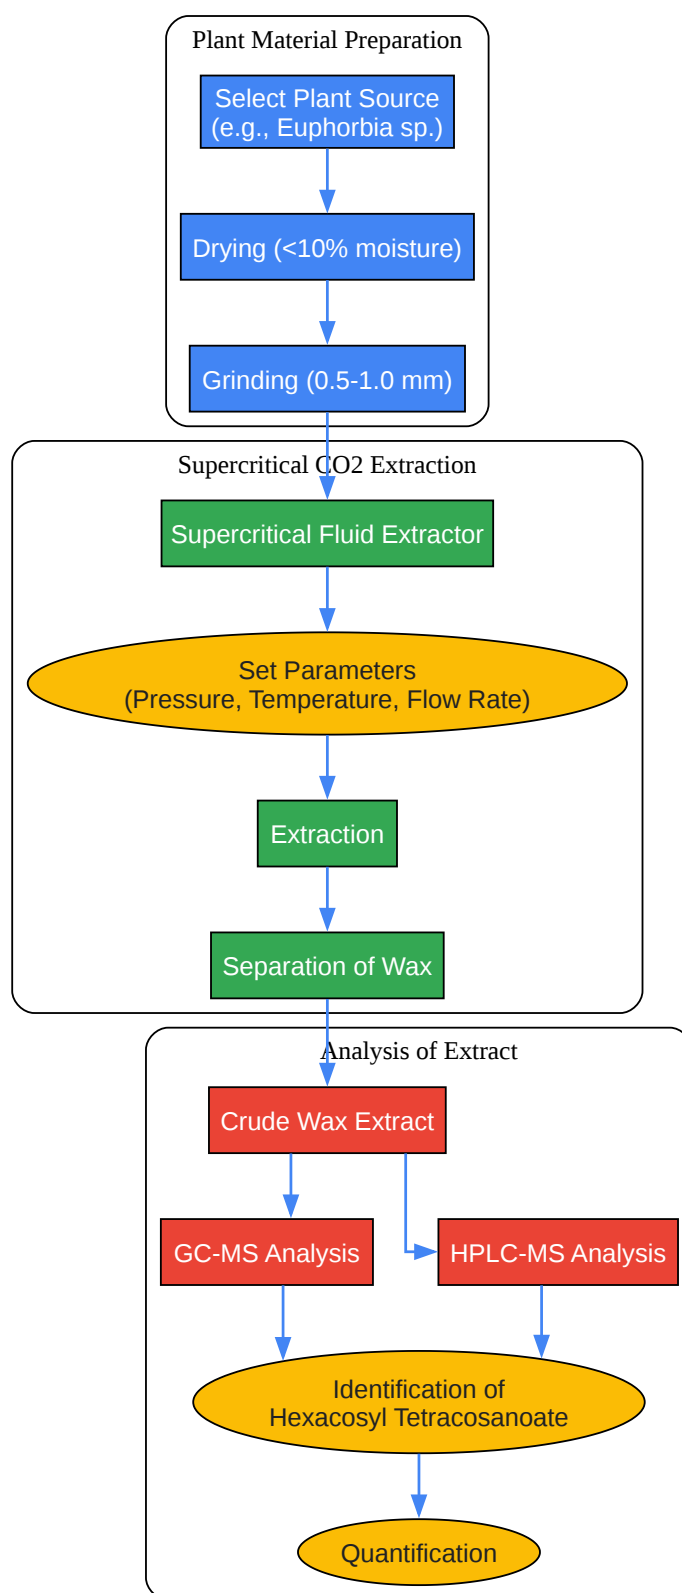 Plant Material Preparation
Select Plant Source
(e.g., Euphorbia sp.)
Drying (<10% moisture)
Grinding (0.5-1.0 mm)
Supercritical CO2 Extraction
Supercritical Fluid Extractor
Set Parameters
(Pressure, Temperature, Flow Rate)
Extraction
Separation of Wax
Analysis of Extract
Crude Wax Extract
GC-MS Analysis
HPLC-MS Analysis
Identification of
Hexacosyl Tetracosanoate
Quantification